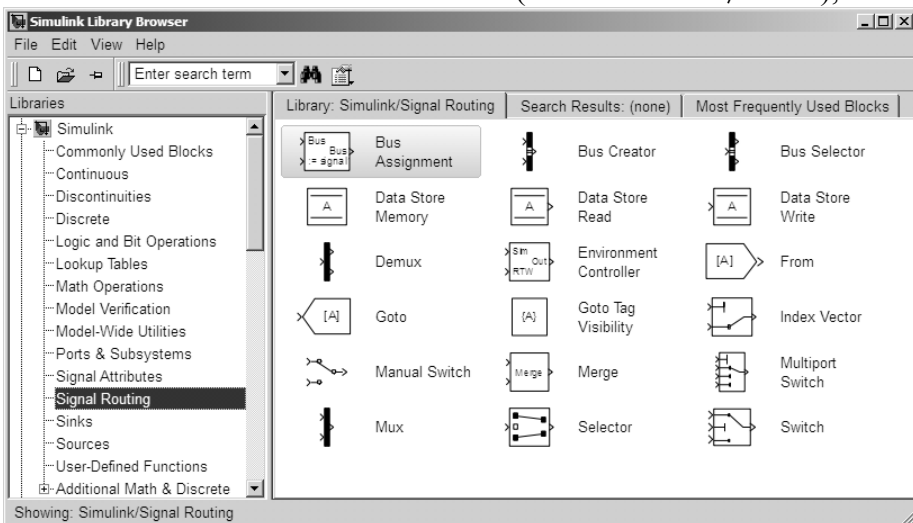 Simulink Library Browser
File Edit View Help
Enter search term
Libraries
Library: Simulink/Signal Routing
Search Results: (none)
Most Frequently Used Blocks
Simulink
Commonly Used Blocks
Continuous
Discontinuities
Discrete
Logic and Bit Operations
Lookup Tables
Math Operations
Model Verification
Model-Wide Utilities
Ports & Subsystems
Signal Attributes
Signal Routing
Sinks
Sources
User-Defined Functions
Additional Math & Discrete
Bus
Bus
:= signal
Bus
Assignment
Bus Creator
Bus Selector
A
Data Store
Memory
A
Data Store
Read
A
Data Store
Write
Demux
Sim
Out
RTW
Environment
Controller
[A]
From
[A]
Goto
{A}
Goto Tag
Visibility
Index Vector
Manual Switch
Merge
Merge
Multiport
Switch
Mux
Selector
Switch
Showing: Simulink/Signal Routing